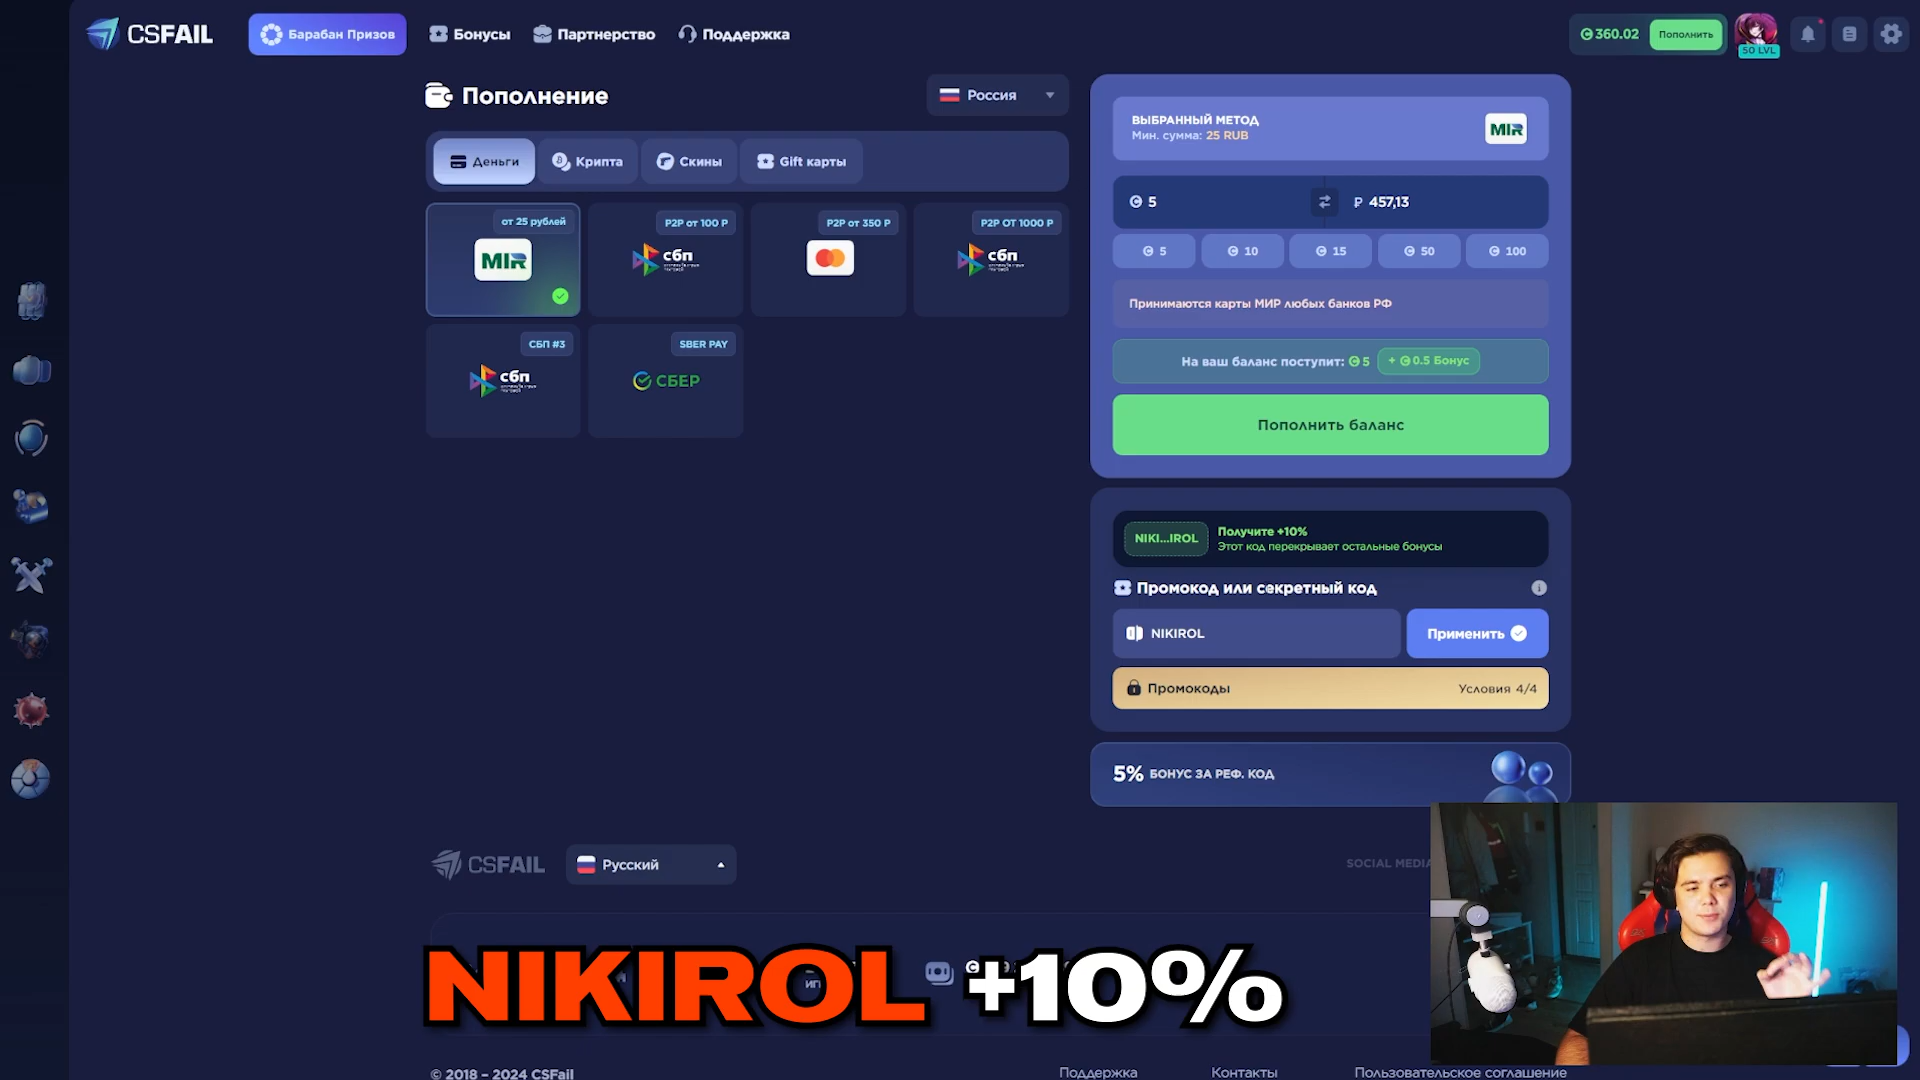 CSFAIL
Барабан Призов
Бонусы
Партнерство
Поддержка
360.02
Пополнить
50 LVL
Пополнение
Россия
Деньги
Крипта
Скины
Gift карты
от 25 рублей
MIR
P2P от 100 Р
сбп
P2P от 350 Р
P2P ОТ 1000 Р
сбп
СБП #3
сбп
SBER PAY
СБЕР
ВЫБРАННЫЙ МЕТОД
Мин. сумма: 25 RUB
MIR
5
₽ 457,13
5
10
15
50
100
Принимаются карты МИР любых банков РФ
На ваш баланс поступит: 5
+ 0.5 Бонус
Пополнить баланс
NIKI...IROL
Получите +10%
Этот код перекрывает остальные бонусы
Промокод или секретный код
NIKIROL
Применить
Промокоды
Условия 4/4
5% БОНУС ЗА РЕФ. КОД
CSFAIL
Русский
SOCIAL MEDIA
NIKIROL +10%
© 2018 – 2024 CSFail
Поддержка
Контакты
Пользовательское соглашение